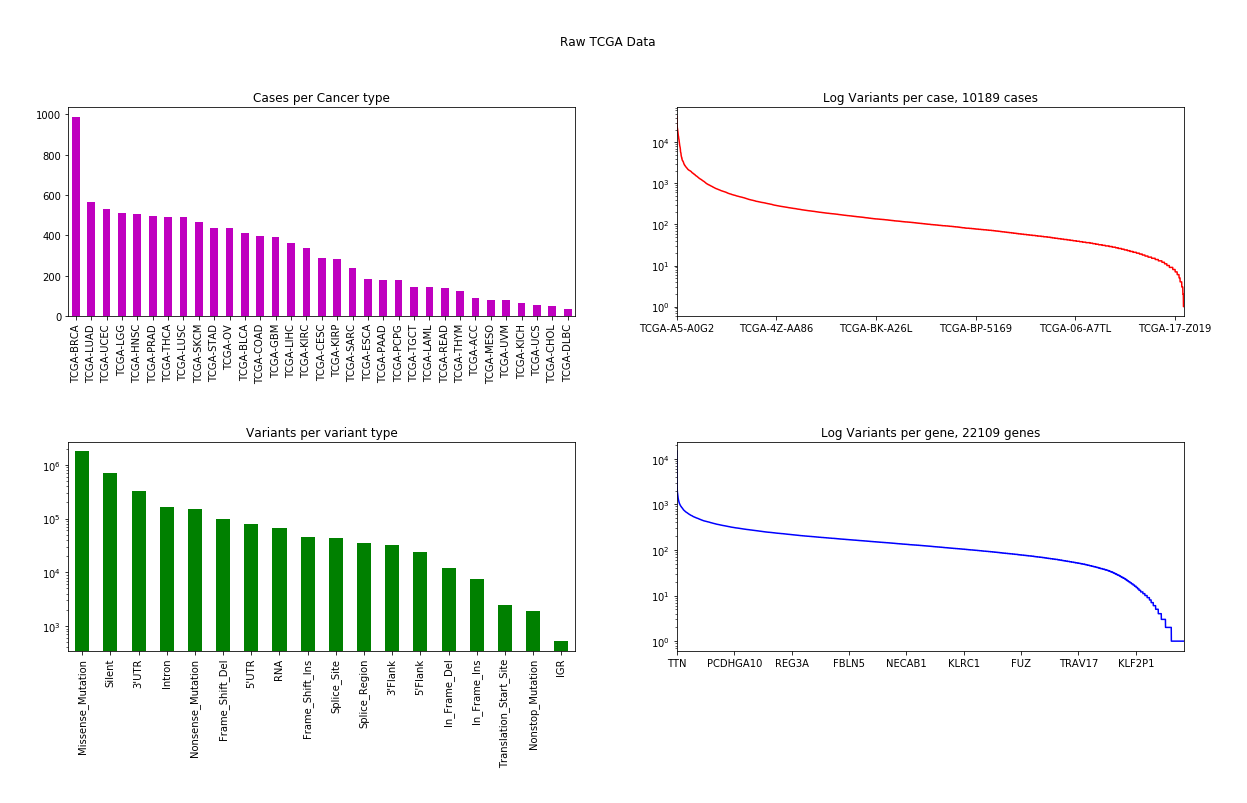 Raw TCGA Data
Cases per Cancer type
1000
800
600
400
200
0
TCGA-BRCA
TCGA-LUAD
TCGA-UCEC
TCGA-LGG
TCGA-HNSC
TCGA-PRAD
TCGA-THCA
TCGA-LUSC
TCGA-SKCM
TCGA-STAD
TCGA-OV
TCGA-BLCA
TCGA-COAD
TCGA-GBM
TCGA-LIHC
TCGA-KIRC
TCGA-CESC
TCGA-KIRP
TCGA-SARC
TCGA-ESCA
TCGA-PAAD
TCGA-PCPG
TCGA-TGCT
TCGA-LAML
TCGA-READ
TCGA-THYM
TCGA-ACC
TCGA-MESO
TCGA-UVM
TCGA-KICH
TCGA-UCS
TCGA-CHOL
TCGA-DLBC
Log Variants per case, 10189 cases
10⁴
10³
10²
10¹
10⁰
TCGA-A5-A0G2 TCGA-4Z-AA86 TCGA-BK-A26L TCGA-BP-5169 TCGA-06-A7TL TCGA-17-Z019
Variants per variant type
10⁶
10⁵
10⁴
10³
Missense_Mutation
Silent
3'UTR
Intron
Nonsense_Mutation
Frame_Shift_Del
5'UTR
RNA
Frame_Shift_Ins
Splice_Site
Splice_Region
3'Flank
5'Flank
In_Frame_Del
In_Frame_Ins
Translation_Start_Site
Nonstop_Mutation
IGR
Log Variants per gene, 22109 genes
10⁴
10³
10²
10¹
10⁰
TTN PCDHGA10 REG3A FBLN5 NECAB1 KLRC1 FUZ TRAV17 KLF2P1